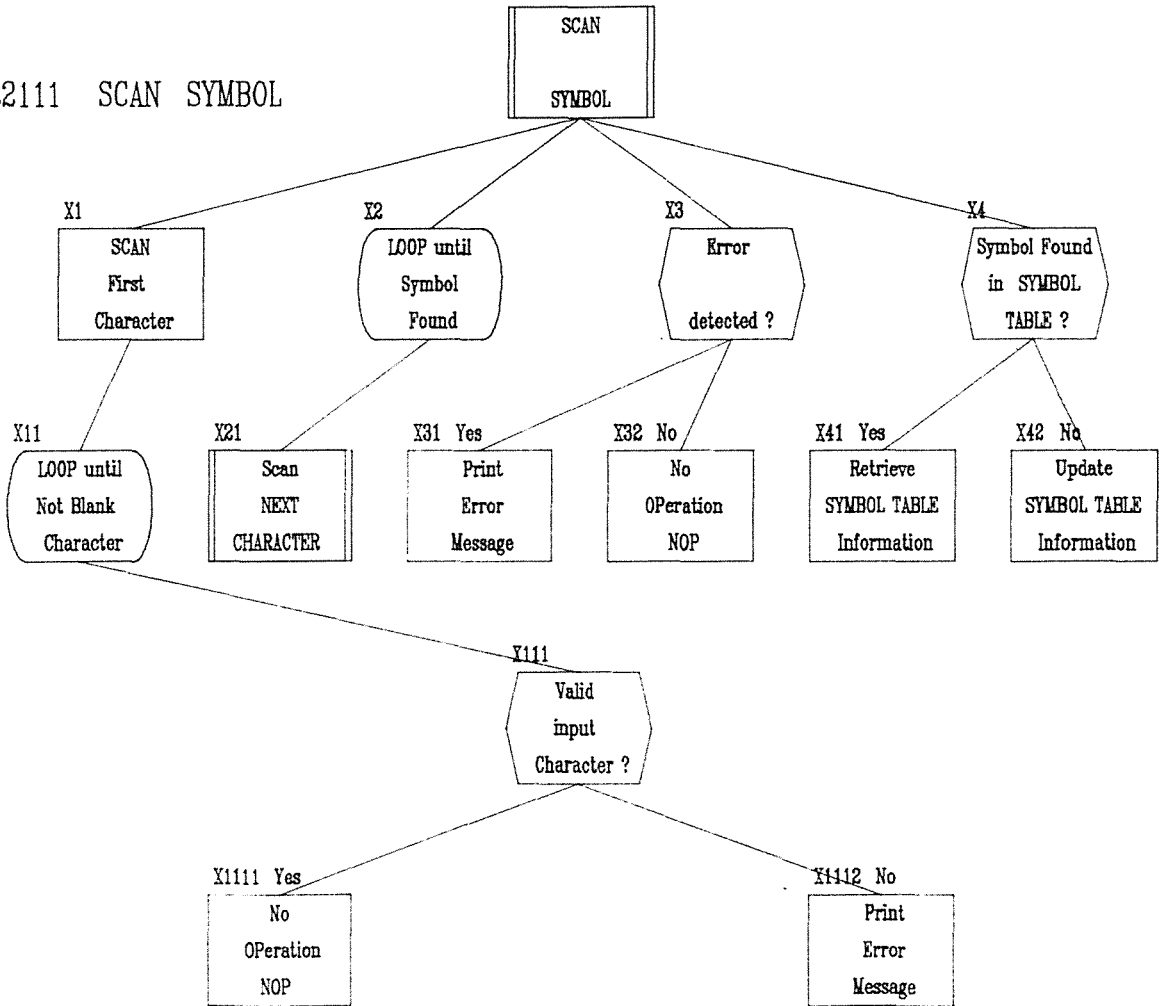 SCAN
SYMBOL
2111 SCAN SYMBOL
X1
SCAN
First
Character
X2
LOOP until
Symbol
Found
X3
Error
detected ?
X4
Symbol Found
in SYMBOL
TABLE ?
X11
LOOP until
Not Blank
Character
X21
Scan
NEXT
CHARACTER
X31 Yes
Print
Error
Message
X32 No
No
OPeration
NOP
X41 Yes
Retrieve
SYMBOL TABLE
Information
X42 No
Update
SYMBOL TABLE
Information
X111
Valid
input
Character ?
X1111 Yes
No
OPeration
NOP
X1112 No
Print
Error
Message